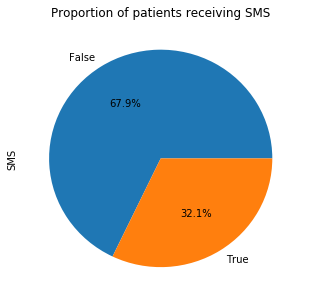 Proportion of patients receiving SMS
False
67.9%
SMS
32.1%
True